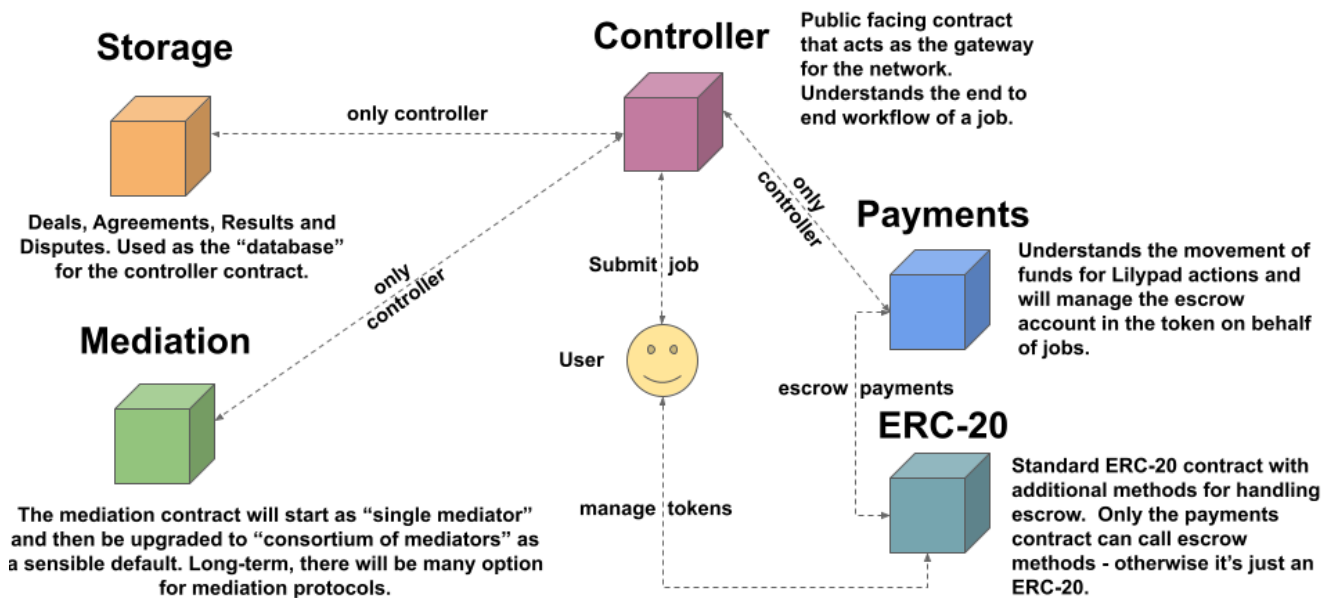 Storage
only controller
Deals, Agreements, Results and
Disputes. Used as the “database”
for the controller contract.
Controller
Public facing contract
that acts as the gateway
for the network.
Understands the end to
end workflow of a job.
only
controller
only
controller
Submit job
User
Payments
Understands the movement of
funds for Lilypad actions and
will manage the escrow
account in the token on behalf
of jobs.
Mediation
The mediation contract will start as “single mediator”
and then be upgraded to “consortium of mediators” as
a sensible default. Long-term, there will be many option
for mediation protocols.
escrow payments
manage tokens
ERC-20
Standard ERC-20 contract with
additional methods for handling
escrow. Only the payments
contract can call escrow
methods - otherwise it’s just an
ERC-20.